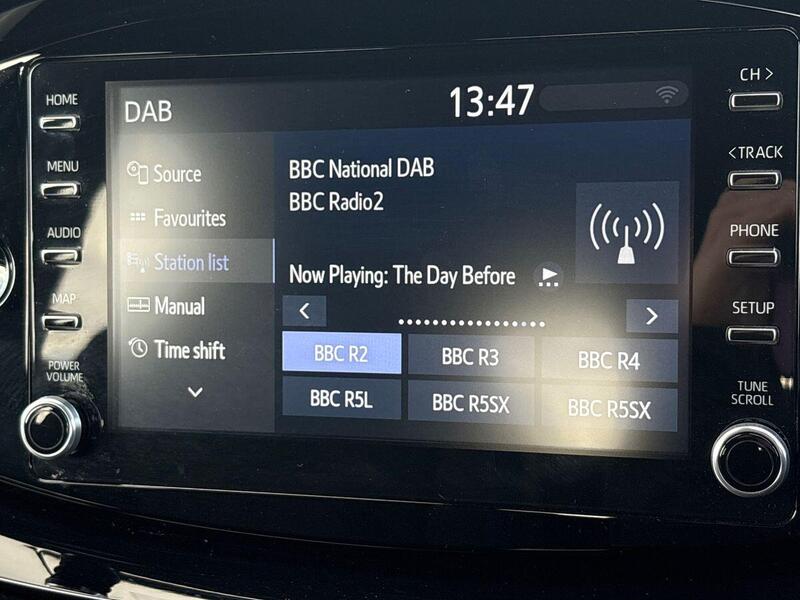 HOME
MENU
AUDIO
MAP
POWER
VOLUME
DAB
13:47
Source
Favourites
Station list
Manual
Time shift
BBC National DAB
BBC Radio2
Now Playing: The Day Before
BBC R2
BBC R3
BBC R4
BBC R5L
BBC R5SX
BBC R5SX
CH >
< TRACK
PHONE
SETUP
TUNE
SCROLL